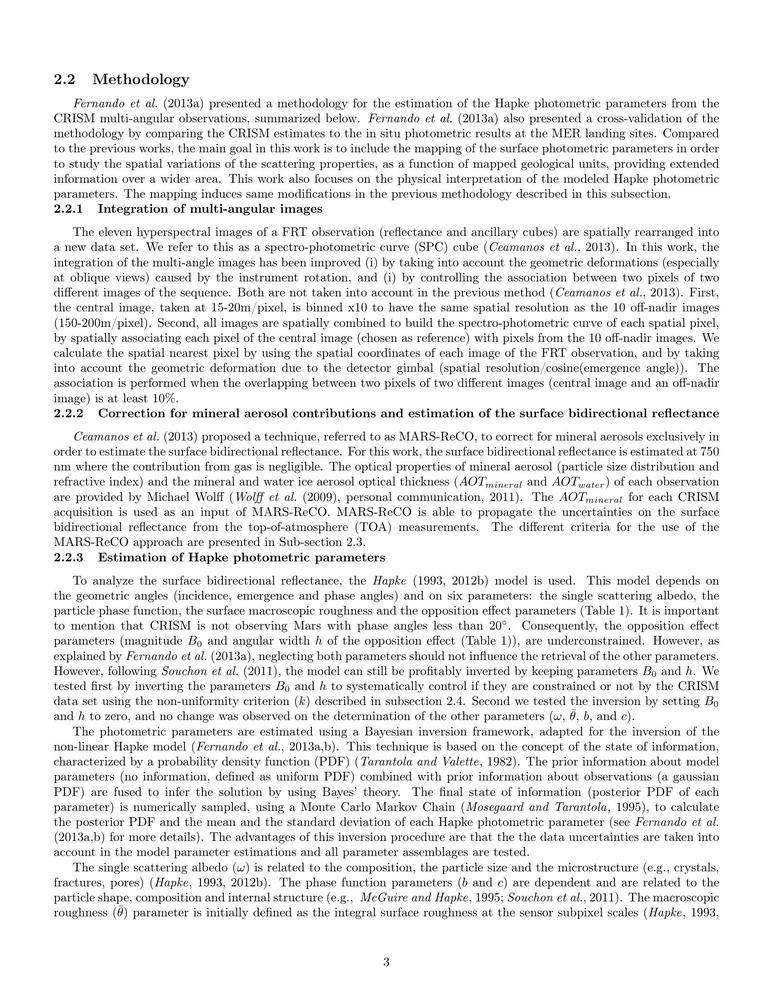 2.2 Methodology
Fernando et al. (2013a) presented a methodology for the estimation of the Hapke photometric parameters from the
CRISM multi-angular observations, summarized below. Fernando et al. (2013a) also presented a cross-validation of the
methodology by comparing the CRISM estimates to the in situ photometric results at the MER landing sites. Compared
to the previous works, the main goal in this work is to include the mapping of the surface photometric parameters in order
to study the spatial variations of the scattering properties, as a function of mapped geological units, providing extended
information over a wider area. This work also focuses on the physical interpretation of the modeled Hapke photometric
parameters. The mapping induces same modifications in the previous methodology described in this subsection.
2.2.1 Integration of multi-angular images
The eleven hyperspectral images of a FRT observation (reflectance and ancillary cubes) are spatially rearranged into
a new data set. We refer to this as a spectro-photometric curve (SPC) cube (Ceamanos et al., 2013). In this work, the
integration of the multi-angle images has been improved (i) by taking into account the geometric deformations (especially
at oblique views) caused by the instrument rotation, and (i) by controlling the association between two pixels of two
different images of the sequence. Both are not taken into account in the previous method (Ceamanos et al., 2013). First,
the central image, taken at 15-20m/pixel, is binned x10 to have the same spatial resolution as the 10 off-nadir images
(150-200m/pixel). Second, all images are spatially combined to build the spectro-photometric curve of each spatial pixel,
by spatially associating each pixel of the central image (chosen as reference) with pixels from the 10 off-nadir images. We
calculate the spatial nearest pixel by using the spatial coordinates of each image of the FRT observation, and by taking
into account the geometric deformation due to the detector gimbal (spatial resolution/cosine(emergence angle)). The
association is performed when the overlapping between two pixels of two different images (central image and an off-nadir
image) is at least 10%.
2.2.2 Correction for mineral aerosol contributions and estimation of the surface bidirectional reflectance
Ceamanos et al. (2013) proposed a technique, referred to as MARS-ReCO, to correct for mineral aerosols exclusively in
order to estimate the surface bidirectional reflectance. For this work, the surface bidirectional reflectance is estimated at 750
nm where the contribution from gas is negligible. The optical properties of mineral aerosol (particle size distribution and
refractive index) and the mineral and water ice aerosol optical thickness (AOT_mineral and AOT_water) of each observation
are provided by Michael Wolff (Wolff et al. (2009), personal communication, 2011). The AOT_mineral for each CRISM
acquisition is used as an input of MARS-ReCO. MARS-ReCO is able to propagate the uncertainties on the surface
bidirectional reflectance from the top-of-atmosphere (TOA) measurements. The different criteria for the use of the
MARS-ReCO approach are presented in Sub-section 2.3.
2.2.3 Estimation of Hapke photometric parameters
To analyze the surface bidirectional reflectance, the Hapke (1993, 2012b) model is used. This model depends on
the geometric angles (incidence, emergence and phase angles) and on six parameters: the single scattering albedo, the
particle phase function, the surface macroscopic roughness and the opposition effect parameters (Table 1). It is important
to mention that CRISM is not observing Mars with phase angles less than 20°. Consequently, the opposition effect
parameters (magnitude B₀ and angular width h of the opposition effect (Table 1)), are underconstrained. However, as
explained by Fernando et al. (2013a), neglecting both parameters should not influence the retrieval of the other parameters.
However, following Souchon et al. (2011), the model can still be profitably inverted by keeping parameters B₀ and h. We
tested first by inverting the parameters B₀ and h to systematically control if they are constrained or not by the CRISM
data set using the non-uniformity criterion (k) described in subsection 2.4. Second we tested the inversion by setting B₀
and h to zero, and no change was observed on the determination of the other parameters (ω, θ̄, b, and c).
The photometric parameters are estimated using a Bayesian inversion framework, adapted for the inversion of the
non-linear Hapke model (Fernando et al., 2013a,b). This technique is based on the concept of the state of information,
characterized by a probability density function (PDF) (Tarantola and Valette, 1982). The prior information about model
parameters (no information, defined as uniform PDF) combined with prior information about observations (a gaussian
PDF) are fused to infer the solution by using Bayes' theory. The final state of information (posterior PDF of each
parameter) is numerically sampled, using a Monte Carlo Markov Chain (Mosegaard and Tarantola, 1995), to calculate
the posterior PDF and the mean and the standard deviation of each Hapke photometric parameter (see Fernando et al.
(2013a,b) for more details). The advantages of this inversion procedure are that the the data uncertainties are taken into
account in the model parameter estimations and all parameter assemblages are tested.
The single scattering albedo (ω) is related to the composition, the particle size and the microstructure (e.g., crystals,
fractures, pores) (Hapke, 1993, 2012b). The phase function parameters (b and c) are dependent and are related to the
particle shape, composition and internal structure (e.g., McGuire and Hapke, 1995; Souchon et al., 2011). The macroscopic
roughness (θ̄) parameter is initially defined as the integral surface roughness at the sensor subpixel scales (Hapke, 1993,
3